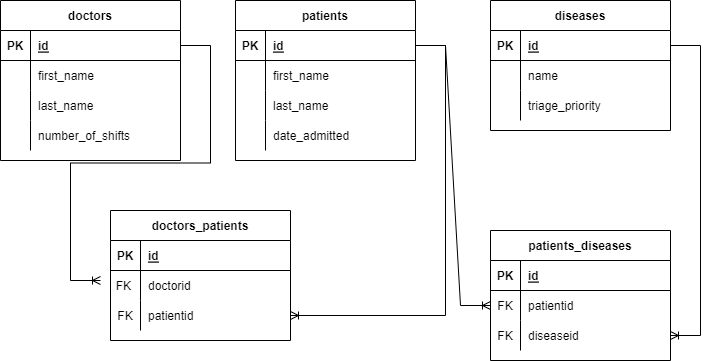 doctors
PK id
first_name
last_name
number_of_shifts
patients
PK id
first_name
last_name
date_admitted
diseases
PK id
name
triage_priority
doctors_patients
PK id
FK doctorid
FK patientid
patients_diseases
PK id
FK patientid
FK diseaseid